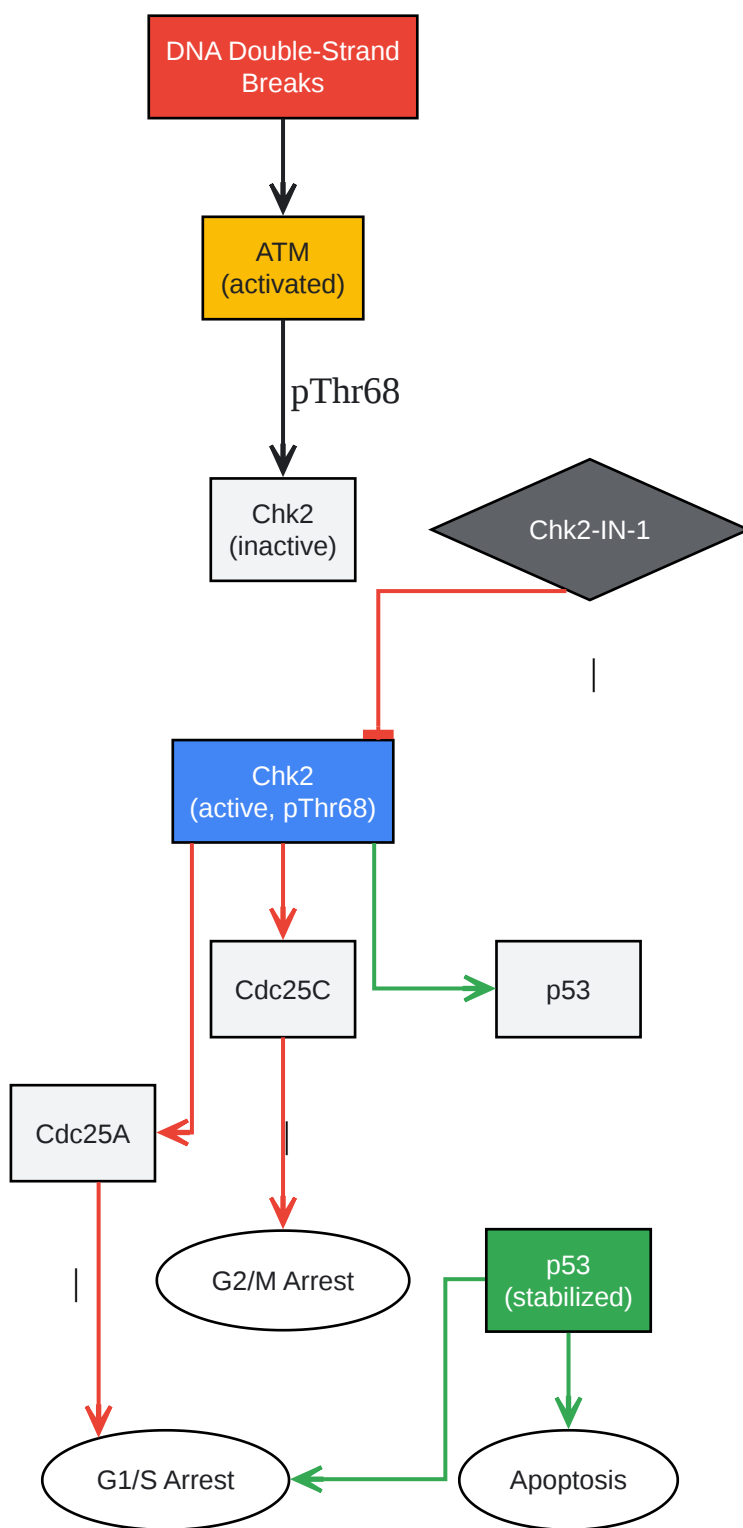 DNA Double-Strand
Breaks
ATM
(activated)
pThr68
Chk2
(inactive)
Chk2-IN-1
|
Chk2
(active, pThr68)
Cdc25C
p53
Cdc25A
|
G2/M Arrest
p53
(stabilized)
|
G1/S Arrest
Apoptosis